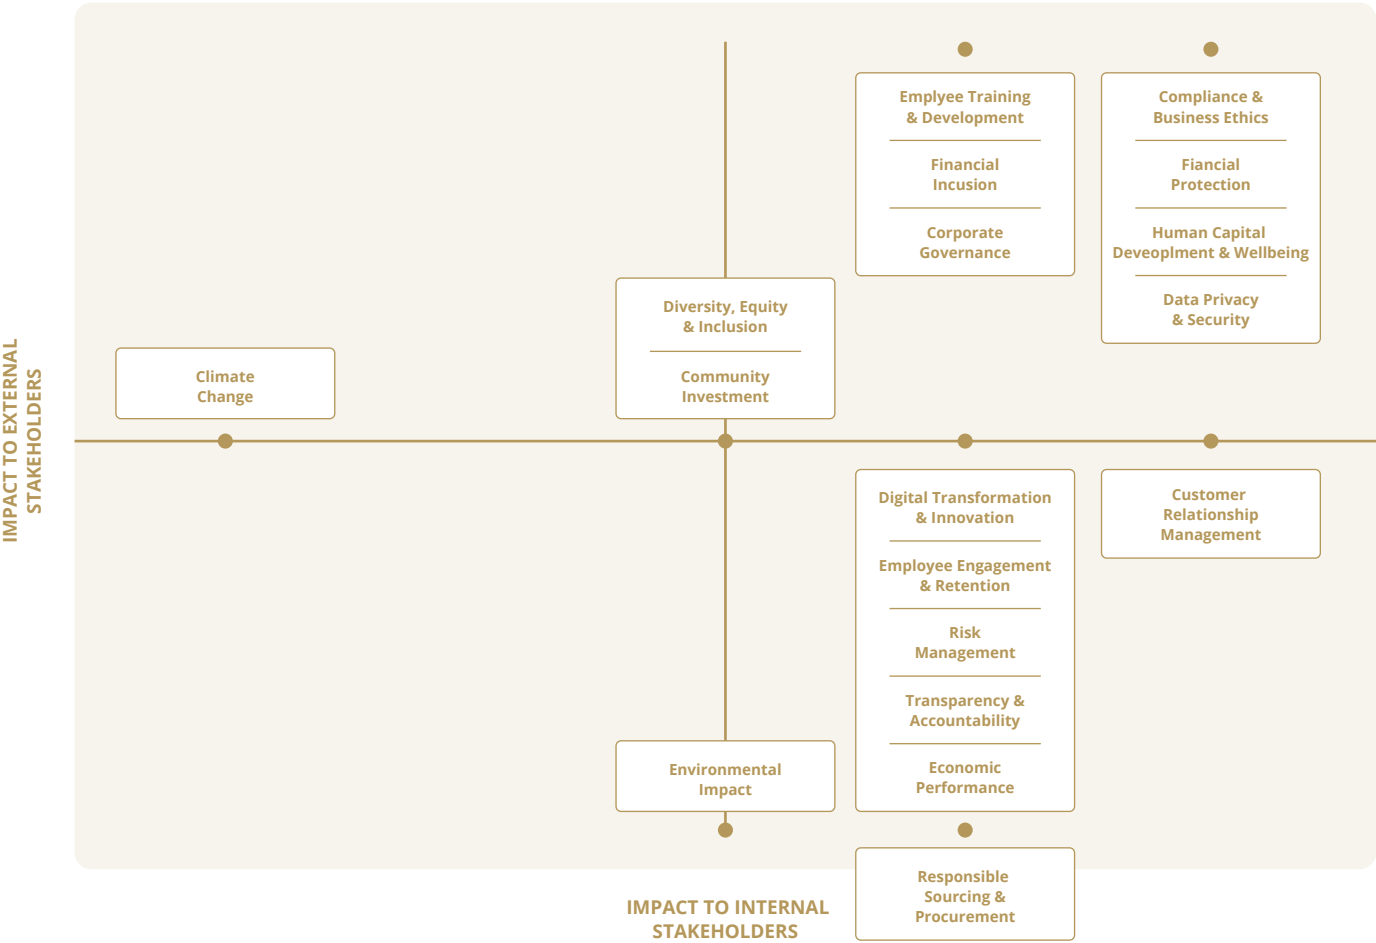 IMPACT TO EXTERNAL
STAKEHOLDERS
Climate
Change
Diversity, Equity
& Inclusion
Community
Investment
Environmental
Impact
Emplyee Training
& Development
Financial
Incusion
Corporate
Governance
Digital Transformation
& Innovation
Employee Engagement
& Retention
Risk
Management
Transparency &
Accountability
Economic
Performance
Responsible
Sourcing &
Procurement
Compliance &
Business Ethics
Fiancial
Protection
Human Capital
Deveoplment & Wellbeing
Data Privacy
& Security
Customer
Relationship
Management
IMPACT TO INTERNAL
STAKEHOLDERS